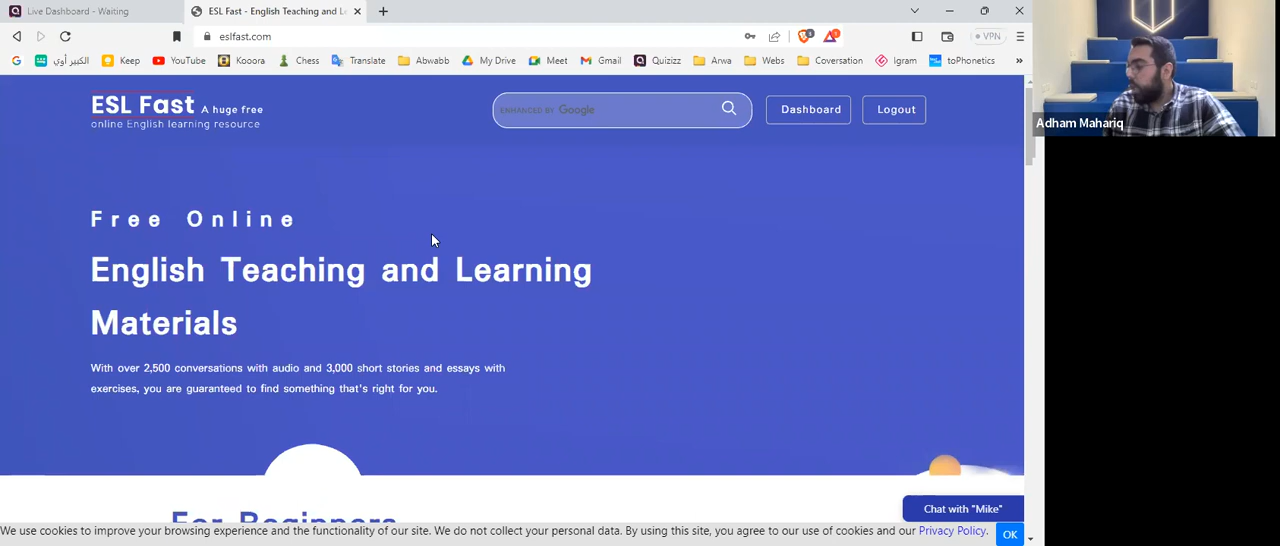 Live Dashboard - Waiting
ESL Fast - English Teaching and Le
eslfast.com
VPN
الكبير أوي
Keep
YouTube
Kooora
Chess
Translate
Abwabb
My Drive
Meet
Gmail
Quizizz
Arwa
Webs
Coversation
igram
toPhonetics
»
ESL Fast A huge free
online English learning resource
ENHANCED BY Google
Dashboard
Logout
Adham Mahariq
Free Online
English Teaching and Learning
Materials
With over 2,500 conversations with audio and 3,000 short stories and essays with
exercises, you are guaranteed to find something that's right for you.
For Beginners
Chat with "Mike"
We use cookies to improve your browsing experience and the functionality of our site. We do not collect your personal data. By using this site, you agree to our use of cookies and our Privacy Policy.
OK